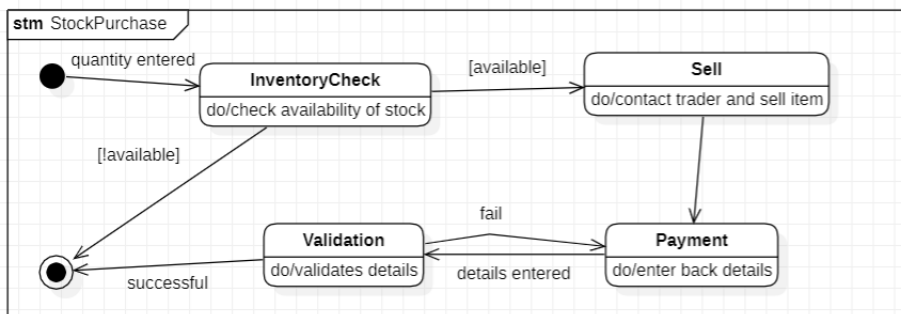 stm StockPurchase
quantity entered
InventoryCheck
do/check availability of stock
[available]
Sell
do/contact trader and sell item
[!available]
Validation
do/validates details
fail
details entered
Payment
do/enter back details
successful